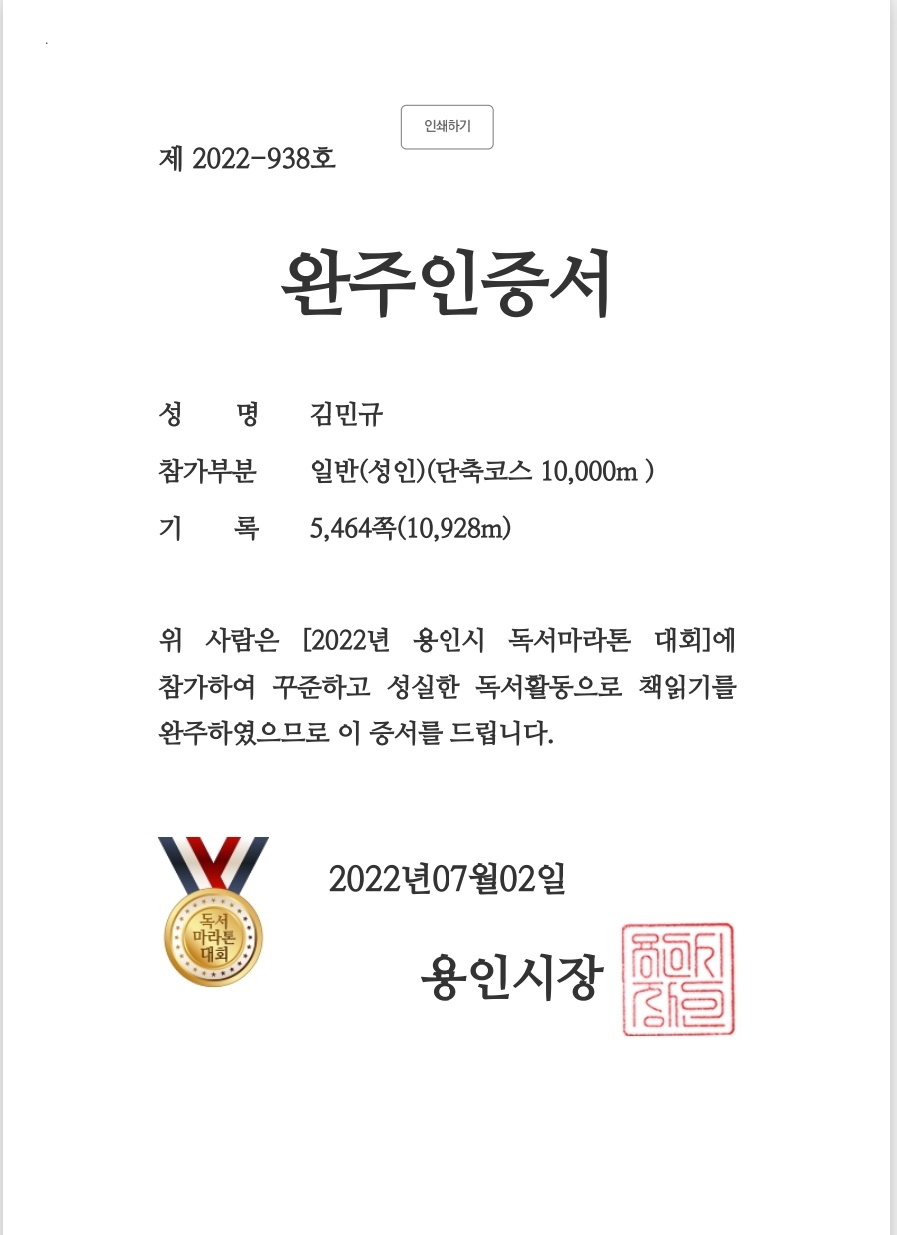 인쇄하기
제 2022-938호
완주인증서
성 명 김민규
참가부분 일반(성인)(단축코스 10,000m )
기 록 5,464쪽(10,928m)
위 사람은 [2022년 용인시 독서마라톤 대회]에
참가하여 꾸준하고 성실한 독서활동으로 책읽기를
완주하였으므로 이 증서를 드립니다.
2022년07월02일
독서
마라톤
대회
용인시장